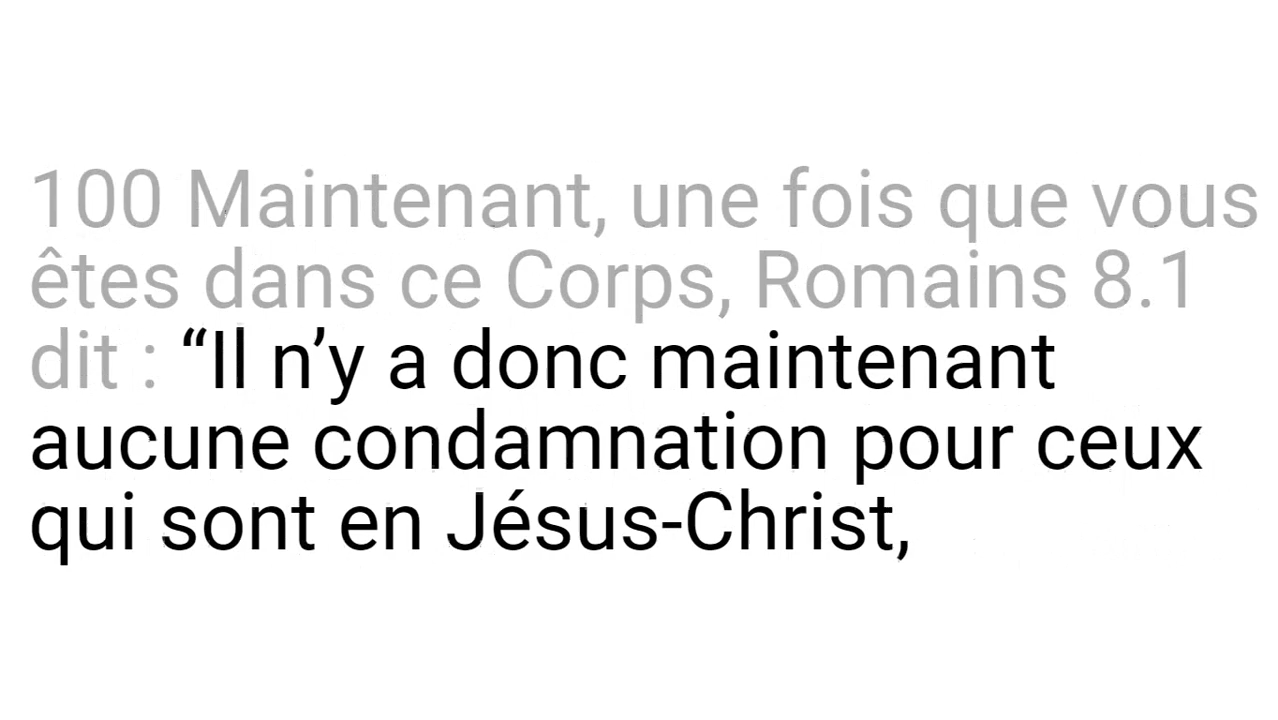 100 Maintenant, une fois que vous
êtes dans ce Corps, Romains 8.1
dit : “Il n’y a donc maintenant
aucune condamnation pour ceux
qui sont en Jésus-Christ,